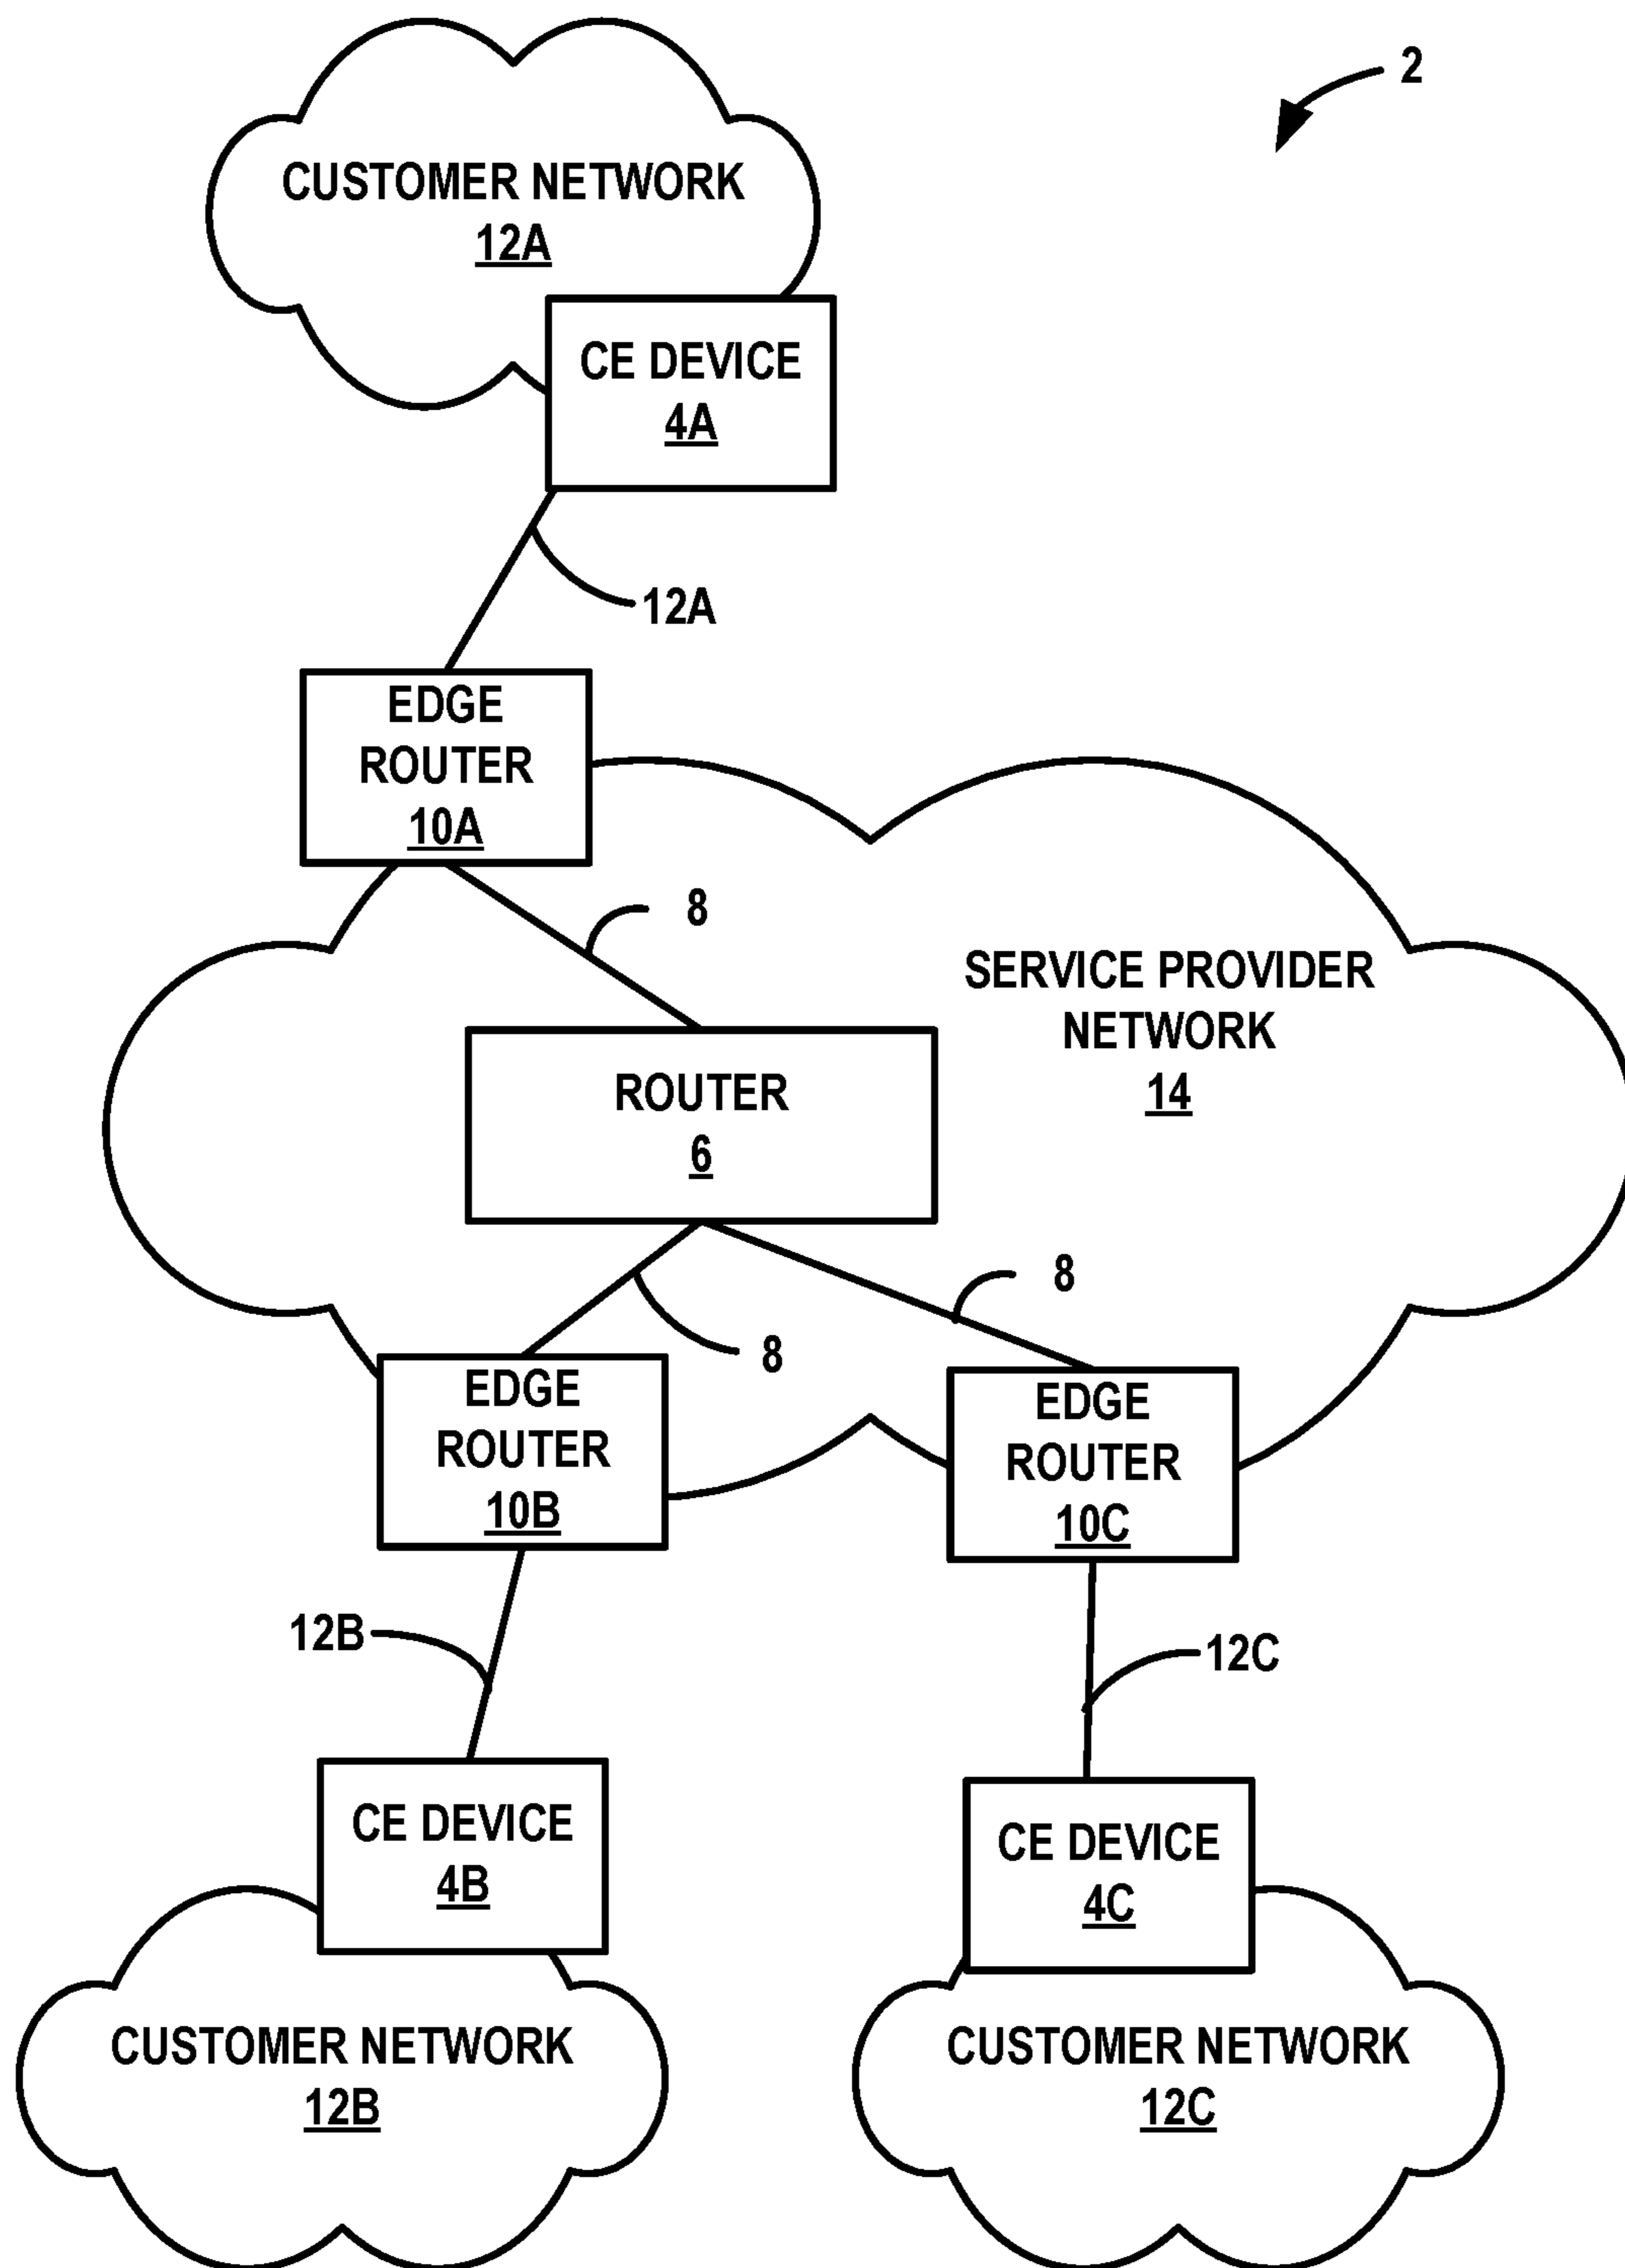 2
CUSTOMER NETWORK
12A
CE DEVICE
4A
12A
EDGE
ROUTER
10A
8
SERVICE PROVIDER
NETWORK
14
ROUTER
6
8
8
EDGE
ROUTER
10B
EDGE
ROUTER
10C
12B
12C
CE DEVICE
4B
CE DEVICE
4C
CUSTOMER NETWORK
12B
CUSTOMER NETWORK
12C